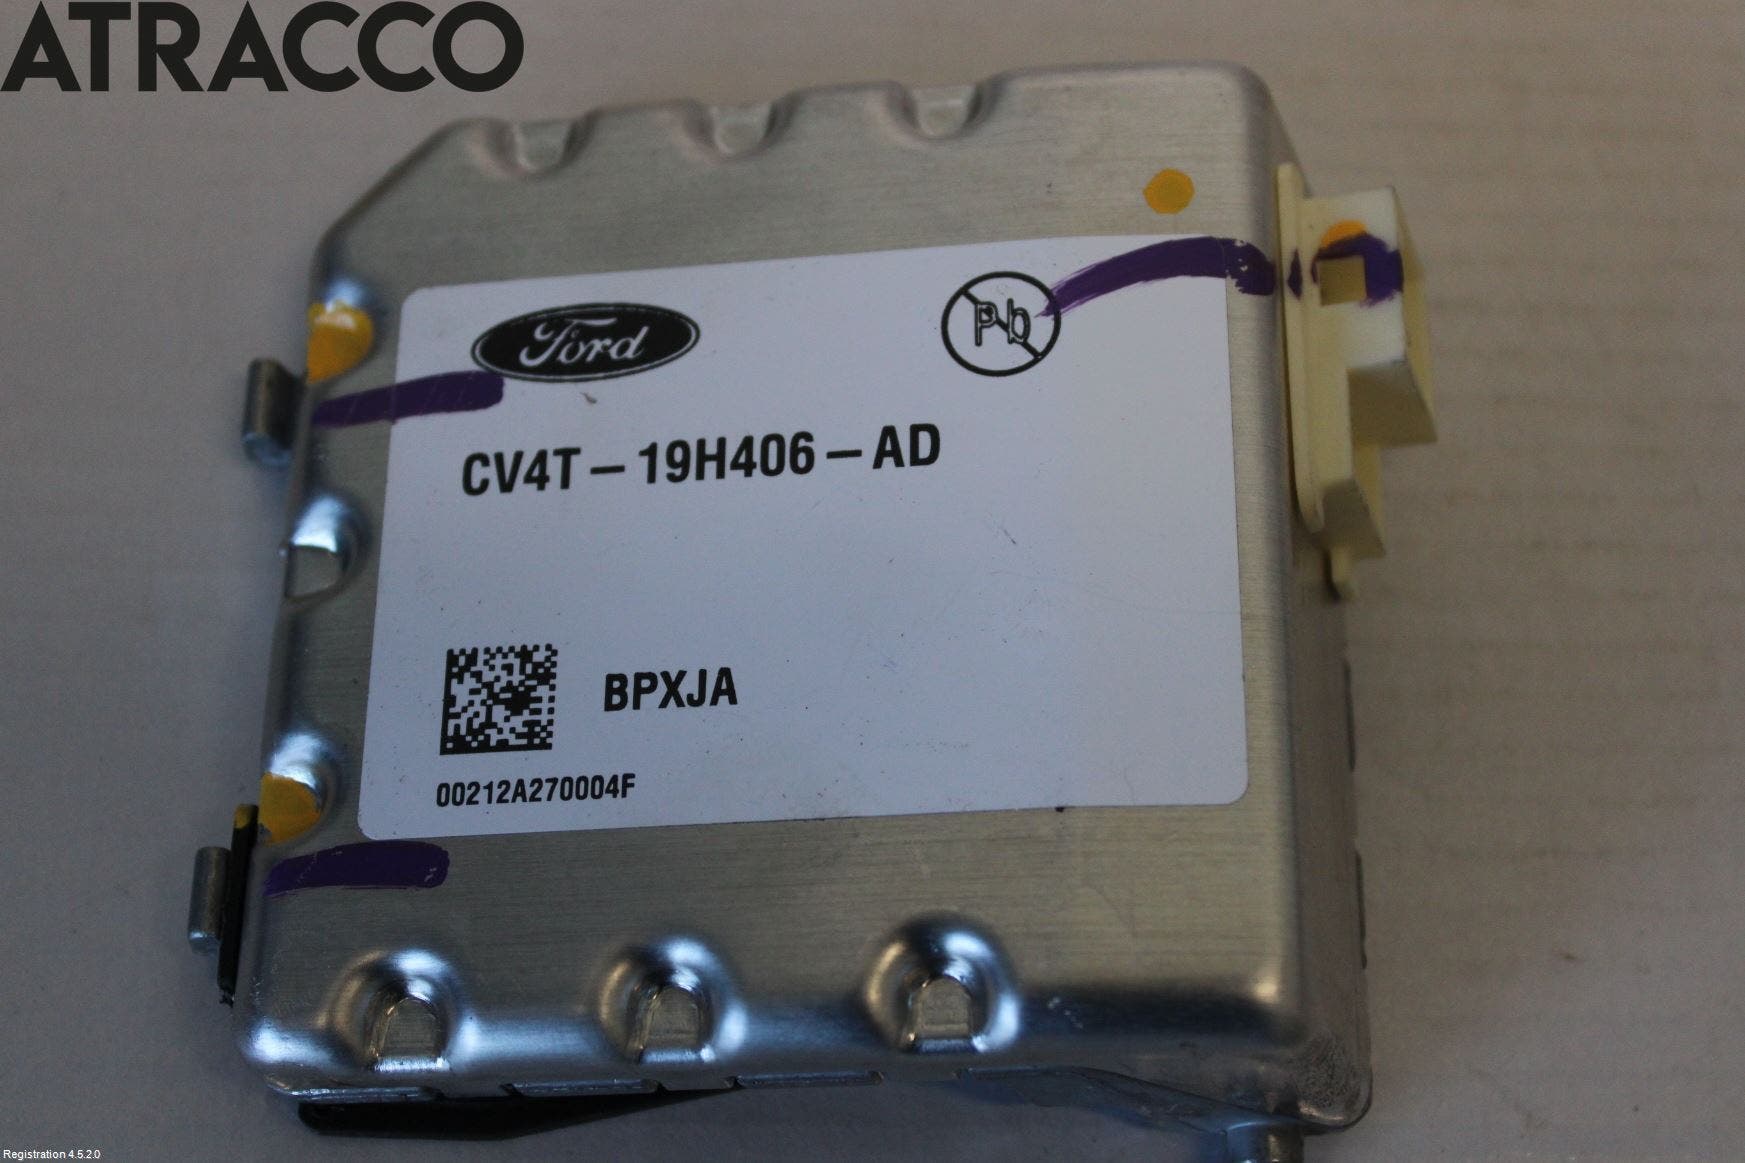 ATRACCO
Ford
Pb
CV4T-19H406-AD
BPXJA
00212A270004F
Registration 4.5.2.0